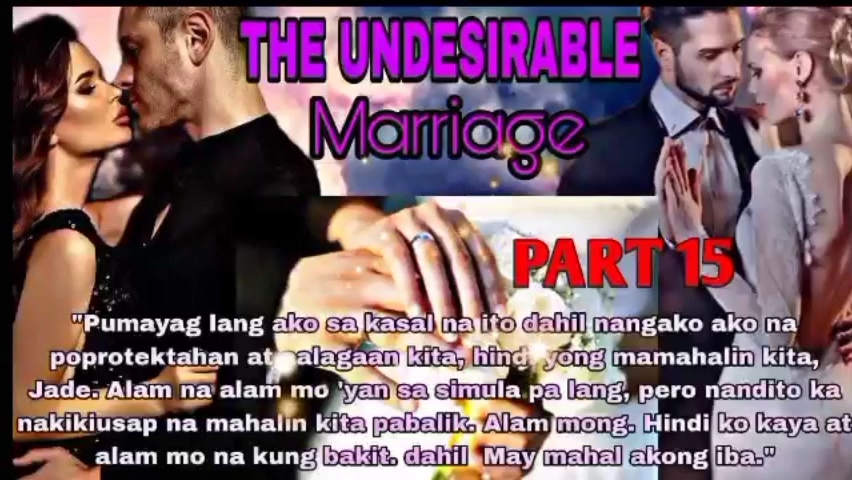 THE UNDESIRABLE
Marriage
PART 15
"Pumayag lang ako sa kasal na ito dahil nangako ako na
poprotektahan at alagaan kita, hindi yong mamahalin kita,
Jade. Alam na alam mo 'yan sa simula pa lang, pero nandito ka
nakikiusap na mahalin kita pabalik. Alam mong. Hindi ko kaya at
alam mo na kung bakit. dahil May mahal akong iba."